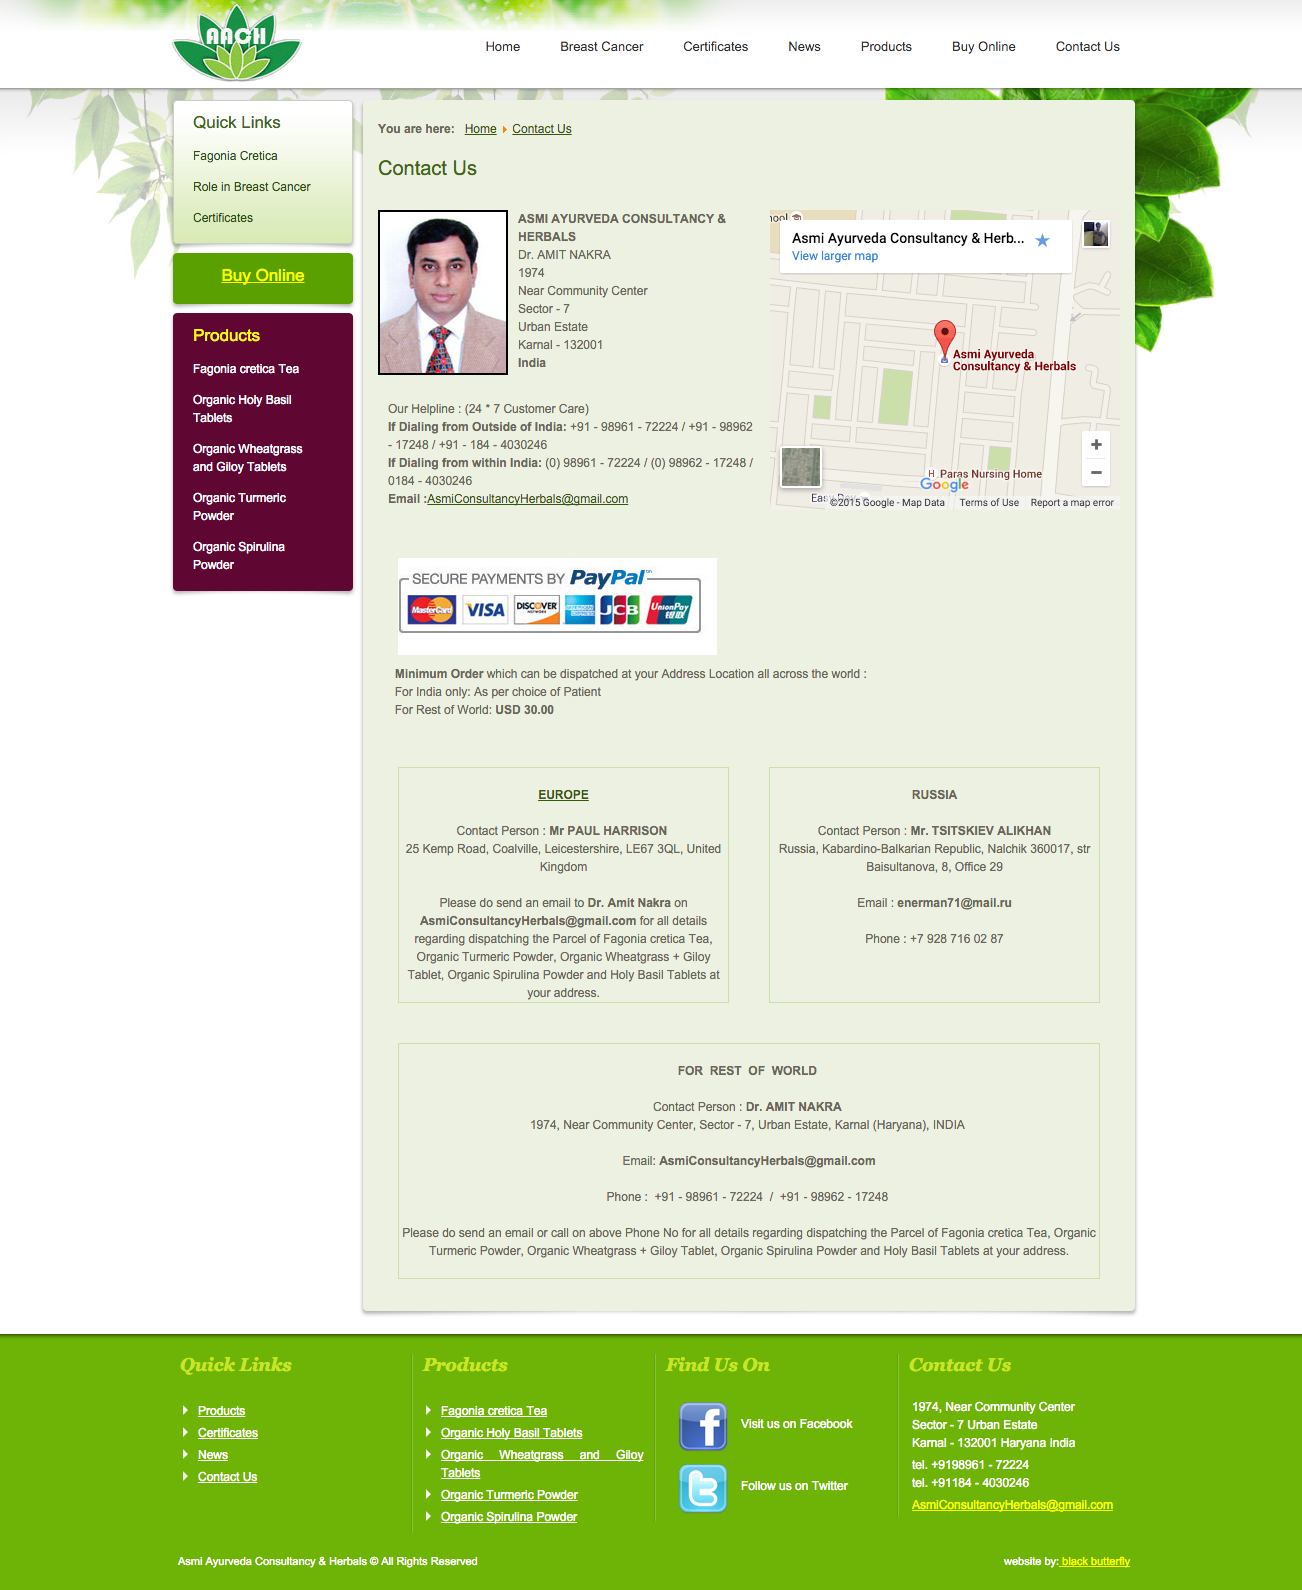 AACH
Home
Breast Cancer
Certificates
News
Products
Buy Online
Contact Us
Quick Links
Fagonia Cretica
Role in Breast Cancer
Certificates
Buy Online
Products
Fagonia cretica Tea
Organic Holy Basil
Tablets
Organic Wheatgrass
and Giloy Tablets
Organic Turmeric
Powder
Organic Spirulina
Powder
You are here: Home Contact Us
Contact Us
ASMI AYURVEDA CONSULTANCY &
HERBALS
Dr. AMIT NAKRA
1974
Near Community Center
Sector - 7
Urban Estate
Karnal - 132001
India
Our Helpline : (24 * 7 Customer Care)
If Dialing from Outside of India: +91 - 98961 - 72224 / +91 - 98962
- 17248 / +91 - 184 - 4030246
If Dialing from within India: (0) 98961 - 72224 / (0) 98962 - 17248 /
0184 - 4030246
Email :AsmiConsultancyHerbals@gmail.com
Asmi Ayurveda Consultancy & Herb...
View larger map
Asmi Ayurveda
Consultancy & Herbals
H Paras Nursing Home
Google
©2015 Google - Map Data
Terms of Use
Report a map error
SECURE PAYMENTS BY PayPal
MasterCard
VISA
DISCOVER
NETWORK
AMERICAN
EXPRESS
JCB
UnionPay
银联
Minimum Order which can be dispatched at your Address Location all across the world :
For India only: As per choice of Patient
For Rest of World: USD 30.00
EUROPE
Contact Person : Mr PAUL HARRISON
25 Kemp Road, Coalville, Leicestershire, LE67 3QL, United
Kingdom
Please do send an email to Dr. Amit Nakra on
AsmiConsultancyHerbals@gmail.com for all details
regarding dispatching the Parcel of Fagonia cretica Tea,
Organic Turmeric Powder, Organic Wheatgrass + Giloy
Tablet, Organic Spirulina Powder and Holy Basil Tablets at
your address.
RUSSIA
Contact Person : Mr. TSITSKIEV ALIKHAN
Russia, Kabardino-Balkarian Republic, Nalchik 360017, str
Baisultanova, 8, Office 29
Email : enerman71@mail.ru
Phone : +7 928 716 02 87
FOR REST OF WORLD
Contact Person : Dr. AMIT NAKRA
1974, Near Community Center, Sector - 7, Urban Estate, Karnal (Haryana), INDIA
Email: AsmiConsultancyHerbals@gmail.com
Phone : +91 - 98961 - 72224 / +91 - 98962 - 17248
Please do send an email or call on above Phone No for all details regarding dispatching the Parcel of Fagonia cretica Tea, Organic
Turmeric Powder, Organic Wheatgrass + Giloy Tablet, Organic Spirulina Powder and Holy Basil Tablets at your address.
Quick Links
Products
Certificates
News
Contact Us
Products
Fagonia cretica Tea
Organic Holy Basil Tablets
Organic Wheatgrass and Giloy
Tablets
Organic Turmeric Powder
Organic Spirulina Powder
Find Us On
Visit us on Facebook
Follow us on Twitter
Contact Us
1974, Near Community Center
Sector - 7 Urban Estate
Karnal - 132001 Haryana India
tel. +9198961 - 72224
tel. +91184 - 4030246
AsmiConsultancyHerbals@gmail.com
Asmi Ayurveda Consultancy & Herbals © All Rights Reserved
website by: black butterfly